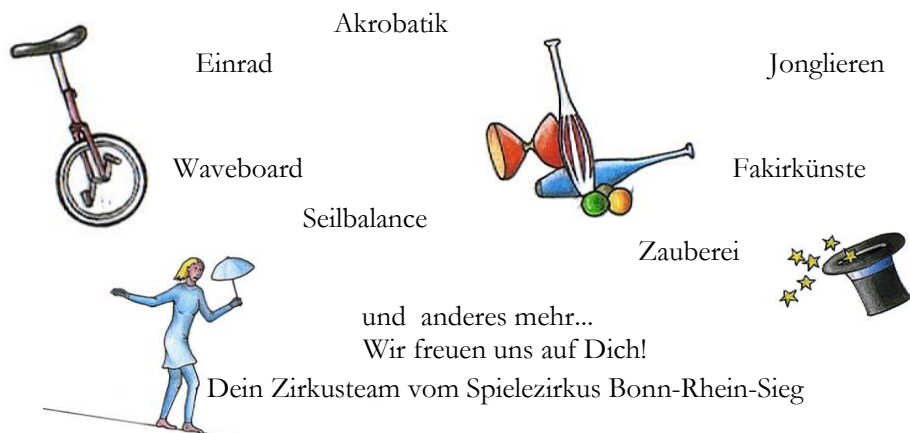 Akrobatik
Einrad
Jonglieren
Waveboard
Fakirkünste
Seilbalance
Zauberei
und anderes mehr...
Wir freuen uns auf Dich!
Dein Zirkusteam vom Spielezirkus Bonn-Rhein-Sieg